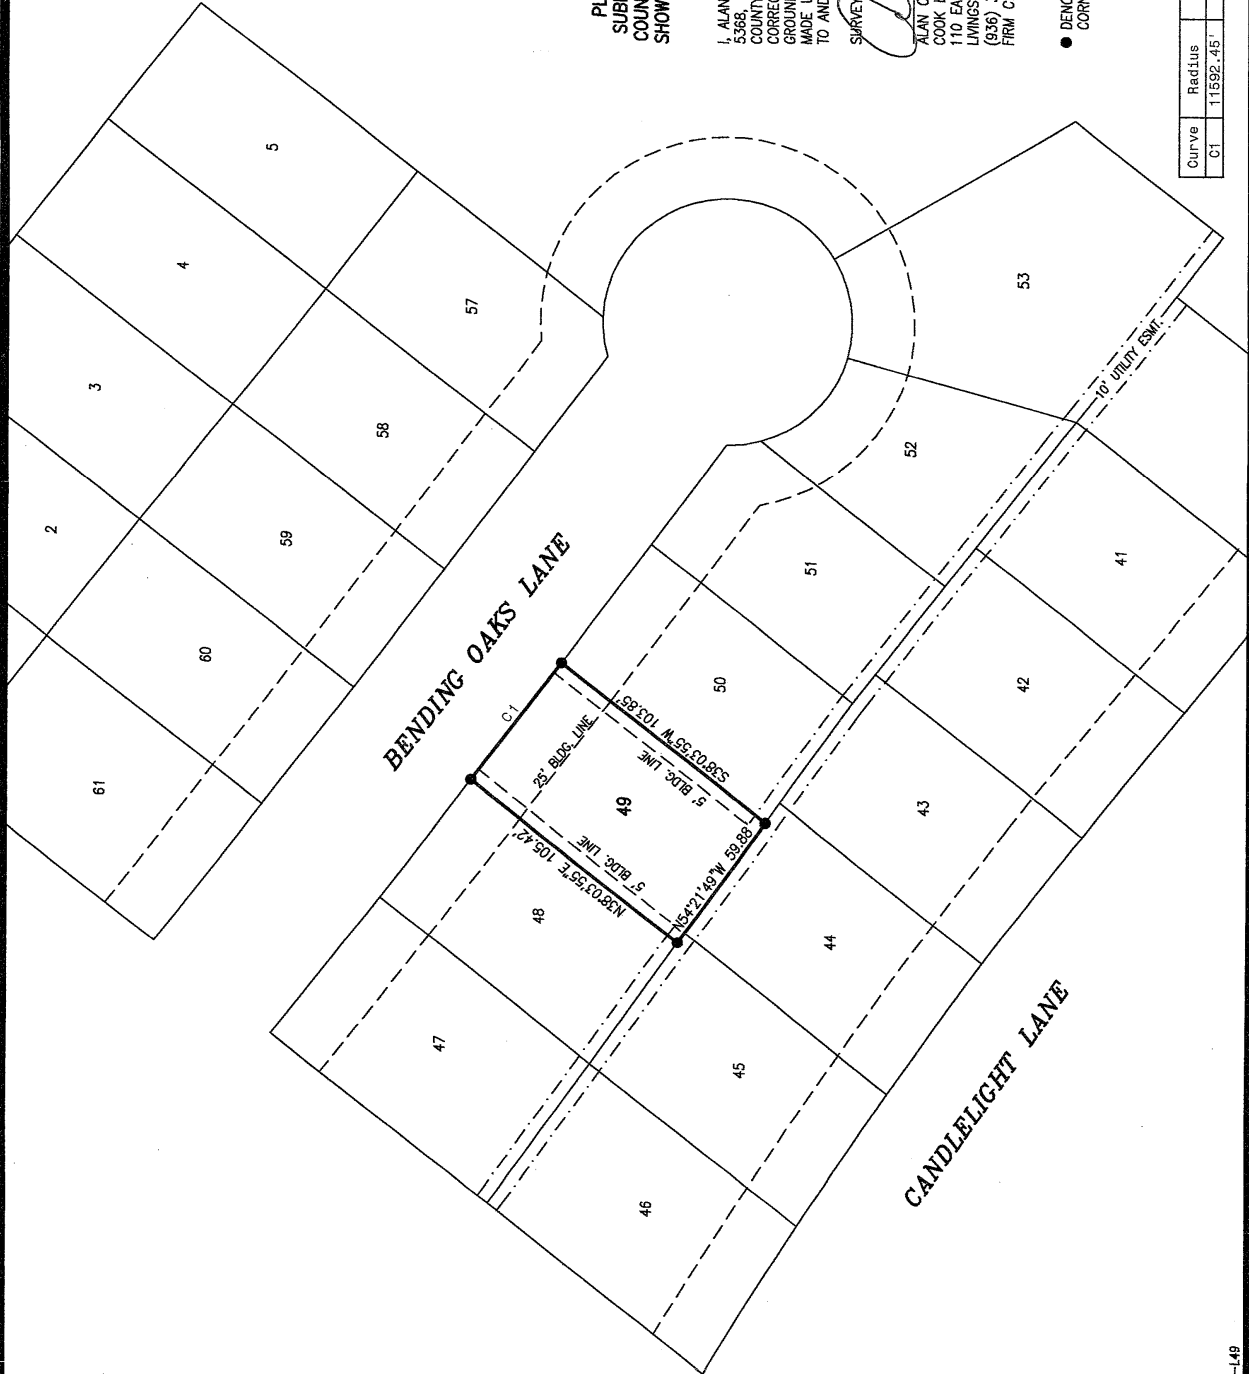 PL
SUB
COUN
SHOW
I, ALAN
5368,
COUNTY
CORREC
GROUN
MADE U
TO AND
SURVEY
ALAN C
COOK
110 EA
LIVINGS
(936)
FIRM C
● DENO
CORN
Curve Radius
C1 11592.45'
5
4
3
2
57
58
59
60
61
BENDING OAKS LANE
C1
25' BLDG. LINE
5' BLDG. LINE
49
5' BLDG. LINE
S38°03'55"W 103.85'
N38°03'55"E 105.42'
N54°21'49"W 59.88'
47
48
50
51
52
53
10' UTILITY ESMT.
41
42
43
44
45
46
CANDLELIGHT LANE
-L49